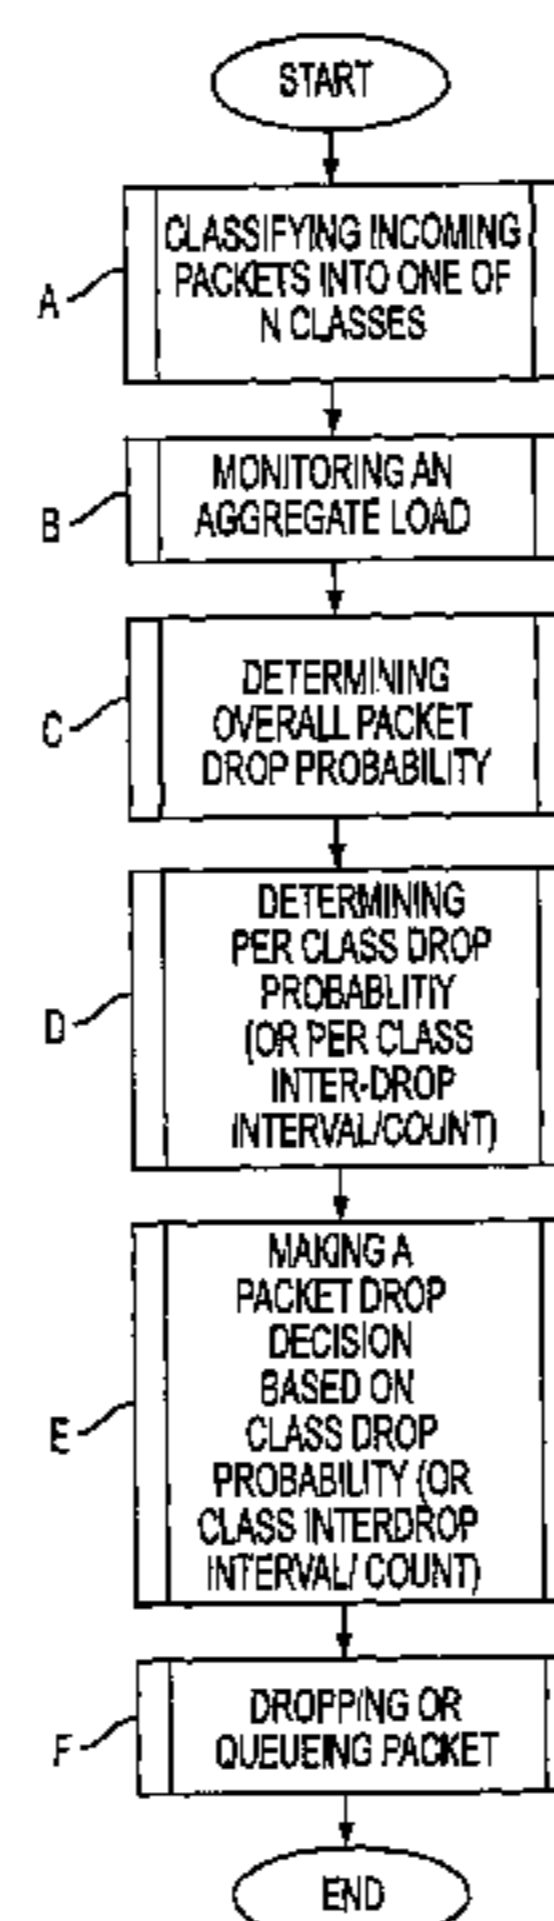 START
A
CLASSIFYING INCOMING
PACKETS INTO ONE OF
N CLASSES
B
MONITORING AN
AGGREGATE LOAD
C
DETERMINING
OVERALL PACKET
DROP PROBABILITY
D
DETERMINING
PER CLASS DROP
PROBABLITIY
(OR PER CLASS
INTER-DROP
INTERVAL/COUNT)
E
MAKING A
PACKET DROP
DECISION
BASED ON
CLASS DROP
PROBABILITY (OR
CLASS INTERDROP
INTERVAL/ COUNT)
F
DROPPING OR
QUEUEING PACKET
END